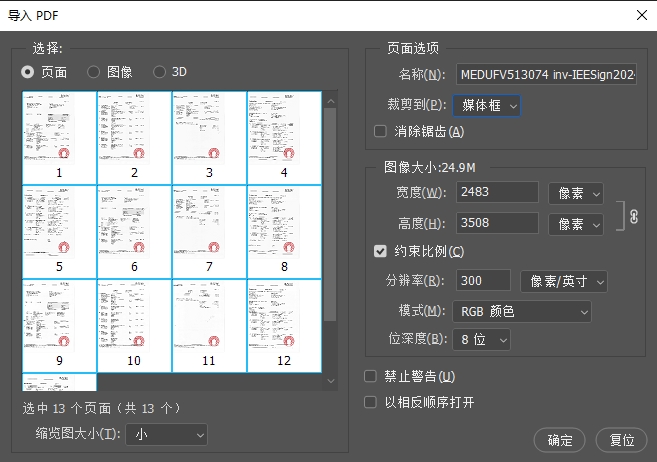 导入 PDF
选择:
页面 图像 3D
1 2 3 4
5 6 7 8
9 10 11 12
选中 13 个页面（共 13 个）
缩览图大小(T): 小
页面选项
名称(N): MEDUFV513074 inv-IEESign202
裁剪到(P): 媒体框
消除锯齿(A)
图像大小:24.9M
宽度(W): 2483 像素
高度(H): 3508 像素
约束比例(C)
分辨率(R): 300 像素/英寸
模式(M): RGB 颜色
位深度(B): 8 位
禁止警告(U)
以相反顺序打开
确定 复位